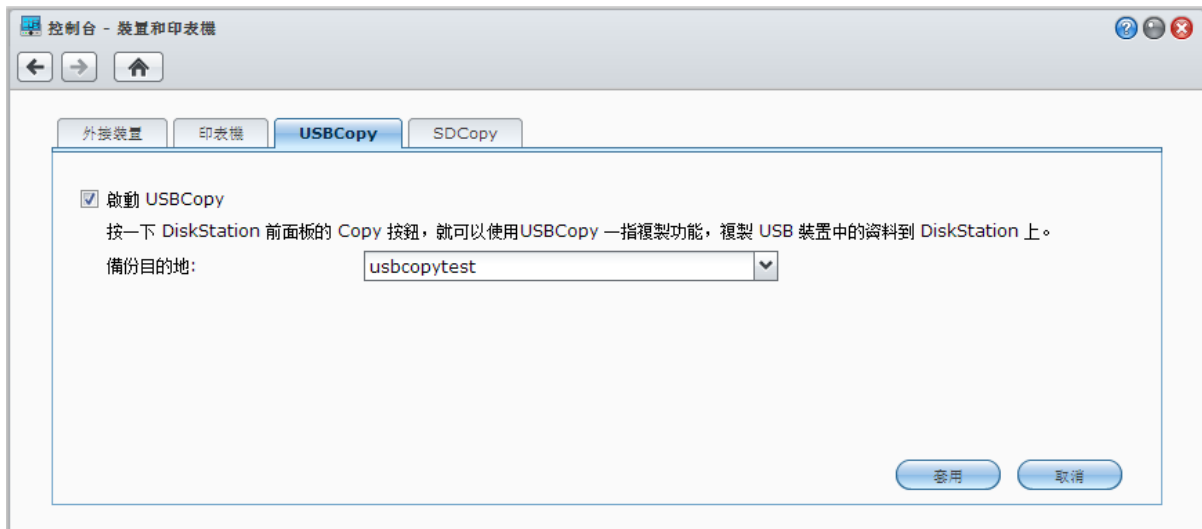 控制台 - 裝置和印表機
外接裝置 印表機 USBCopy SDCopy
啟動 USBCopy
按一下 DiskStation 前面板的 Copy 按鈕，就可以使用USBCopy 一指複製功能，複製 USB 裝置中的資料到 DiskStation 上。
備份目的地: usbcopytest
套用 取消